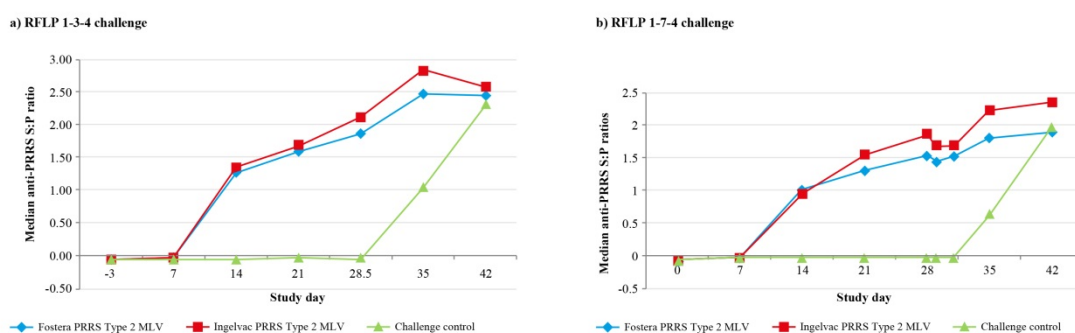 a) RFLP 1-3-4 challenge
Median anti-PRRS S:P ratio
3.00
2.50
2.00
1.50
1.00
0.50
0.00
-0.50
-3 7 14 21 28.5 35 42
Study day
Fostera PRRS Type 2 MLV Ingelvac PRRS Type 2 MLV Challenge control
b) RFLP 1-7-4 challenge
Median anti-PRRS S:P ratios
2.5
2
1.5
1
0.5
0
-0.5
0 7 14 21 28 35 42
Study day
Fostera PRRS Type 2 MLV Ingelvac PRRS Type 2 MLV Challenge control